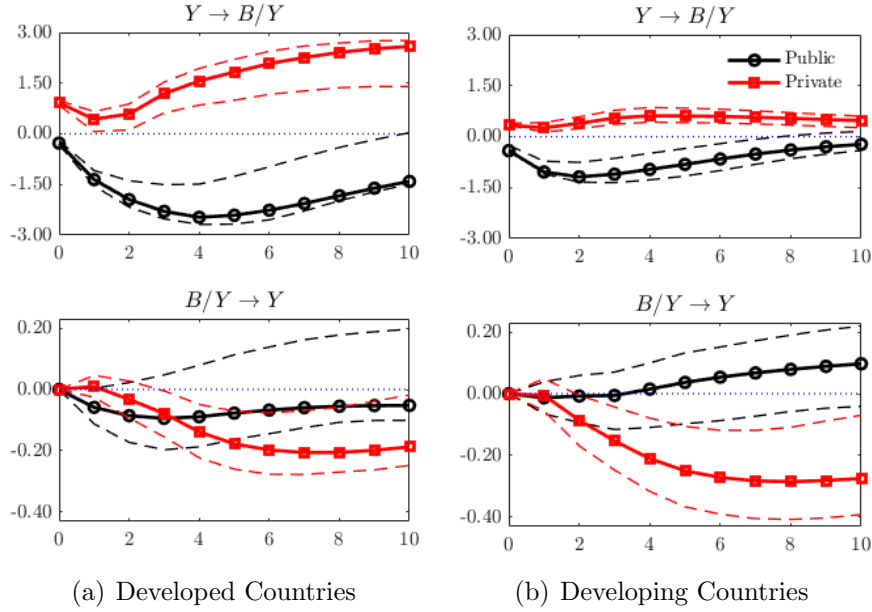 Y → B/Y
3.00
1.50
0.00
-1.50
-3.00
0 2 4 6 8 10
Y → B/Y
Public
Private
3.00
1.50
0.00
-1.50
-3.00
0 2 4 6 8 10
B/Y → Y
0.20
0.00
-0.20
-0.40
0 2 4 6 8 10
B/Y → Y
0.20
0.00
-0.20
-0.40
0 2 4 6 8 10
(a) Developed Countries
(b) Developing Countries